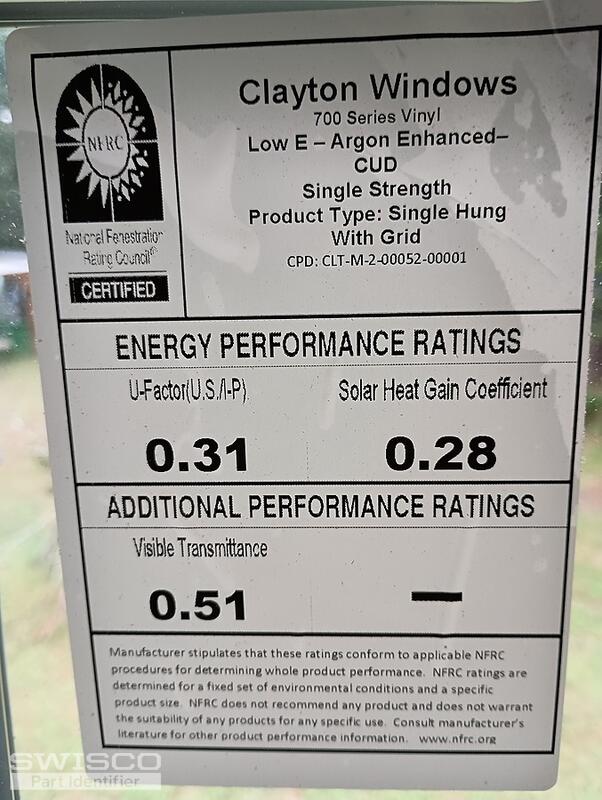 NFRC
National Fenestration
Rating Council®
CERTIFIED
Clayton Windows
700 Series Vinyl
Low E – Argon Enhanced–
CUD
Single Strength
Product Type: Single Hung
With Grid
CPD: CLT-M-2-00052-00001
ENERGY PERFORMANCE RATINGS
U-Factor(U.S./I-P)
Solar Heat Gain Coefficient
0.31
0.28
ADDITIONAL PERFORMANCE RATINGS
Visible Transmittance
0.51
—
Manufacturer stipulates that these ratings conform to applicable NFRC
procedures for determining whole product performance. NFRC ratings are
determined for a fixed set of environmental conditions and a specific
product size. NFRC does not recommend any product and does not warrant
the suitability of any products for any specific use. Consult manufacturer's
literature for other product performance information. www.nfrc.org
SWISCO
Part Identifier